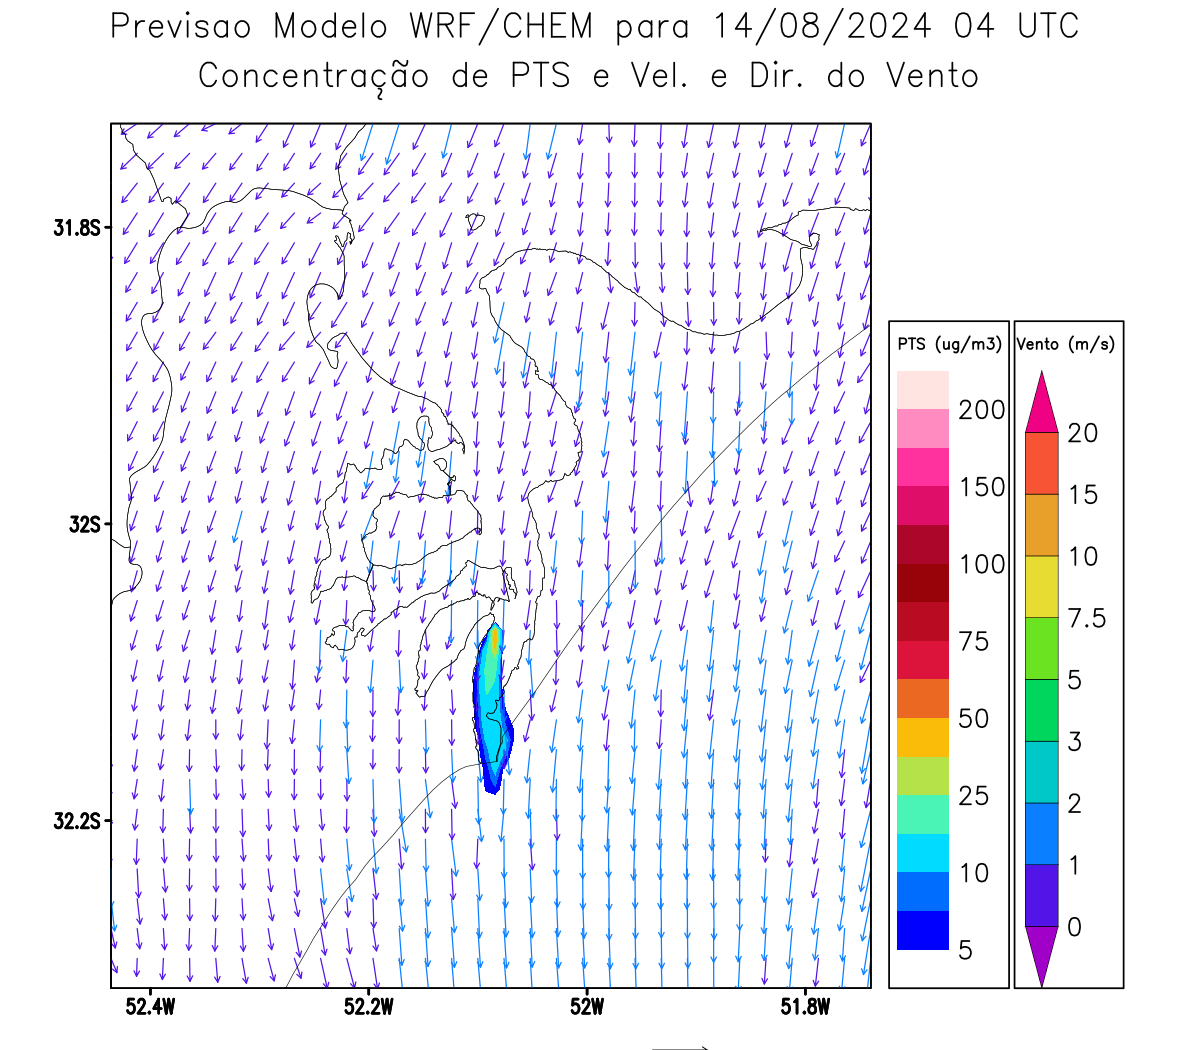 Previsao Modelo WRF/CHEM para 14/08/2024 04 UTC
Concentração de PTS e Vel. e Dir. do Vento
31.8S
32S
32.2S
52.4W 52.2W 52W 51.8W
PTS (ug/m3)
200
150
100
75
50
25
10
5
Vento (m/s)
20
15
10
7.5
5
3
2
1
0